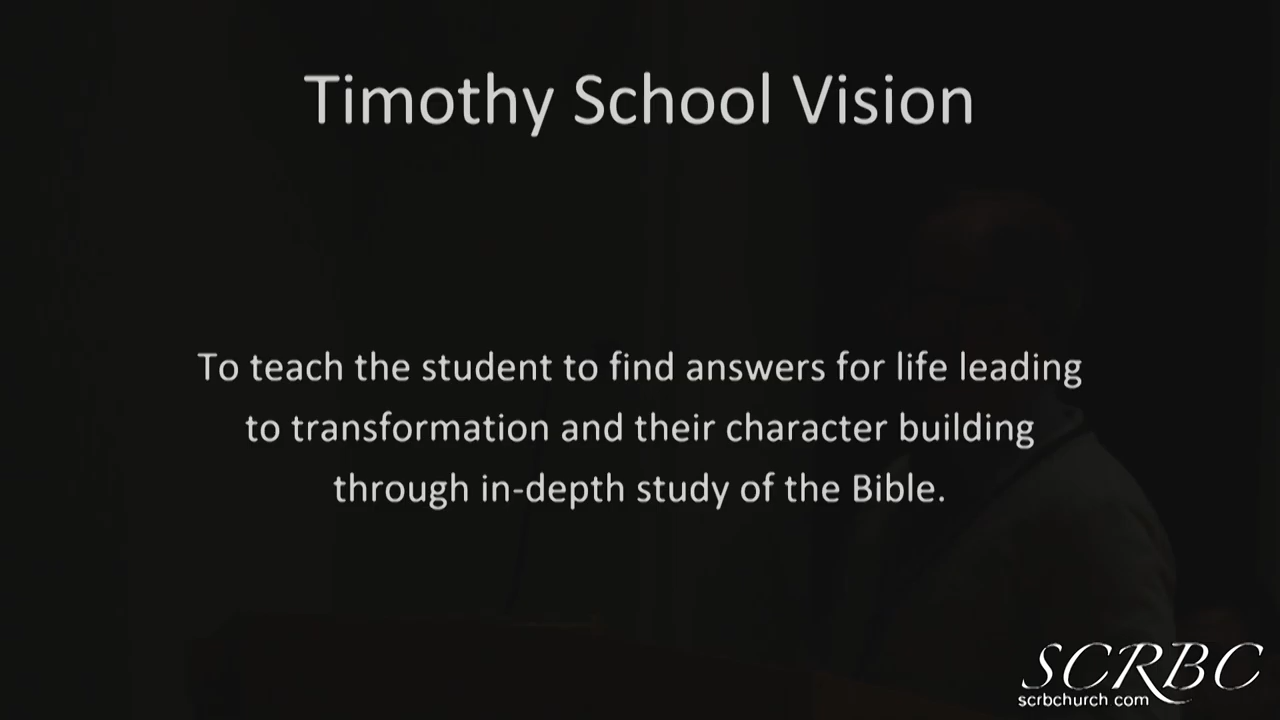 Timothy School Vision
To teach the student to find answers for life leading
to transformation and their character building
through in-depth study of the Bible.
SCRBC
scrbchurch com